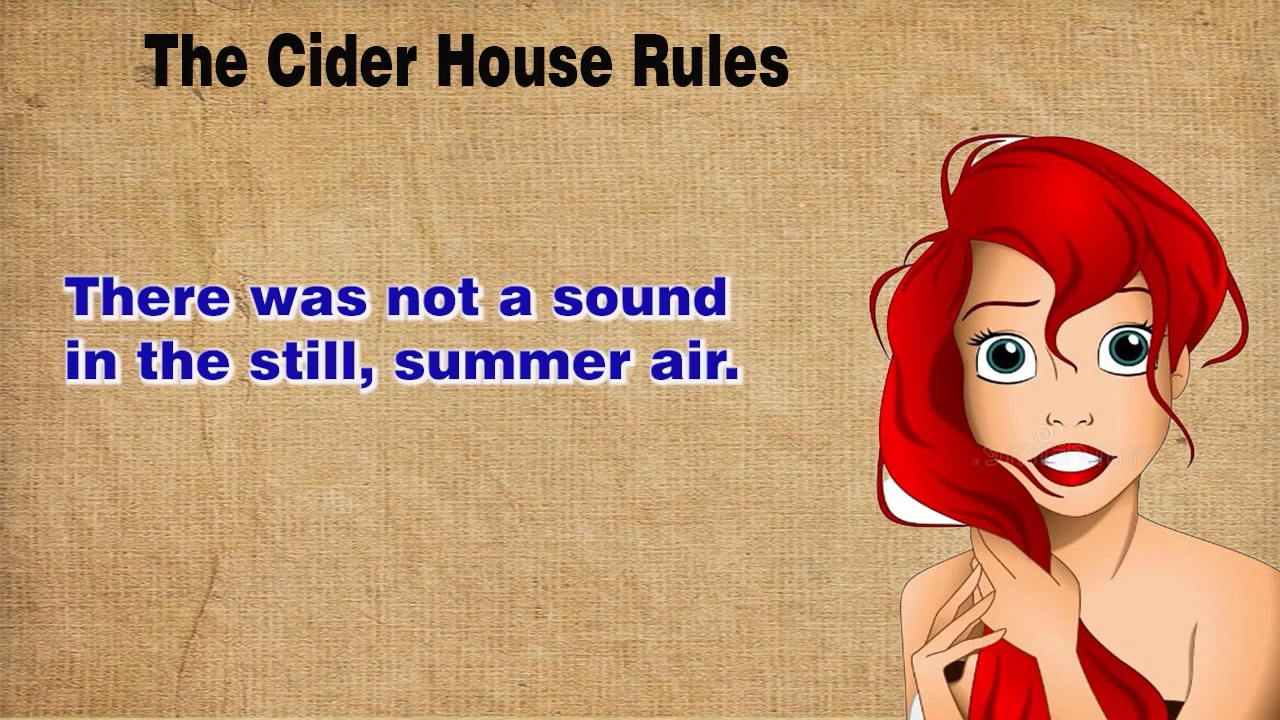 The Cider House Rules
There was not a sound
in the still, summer air.